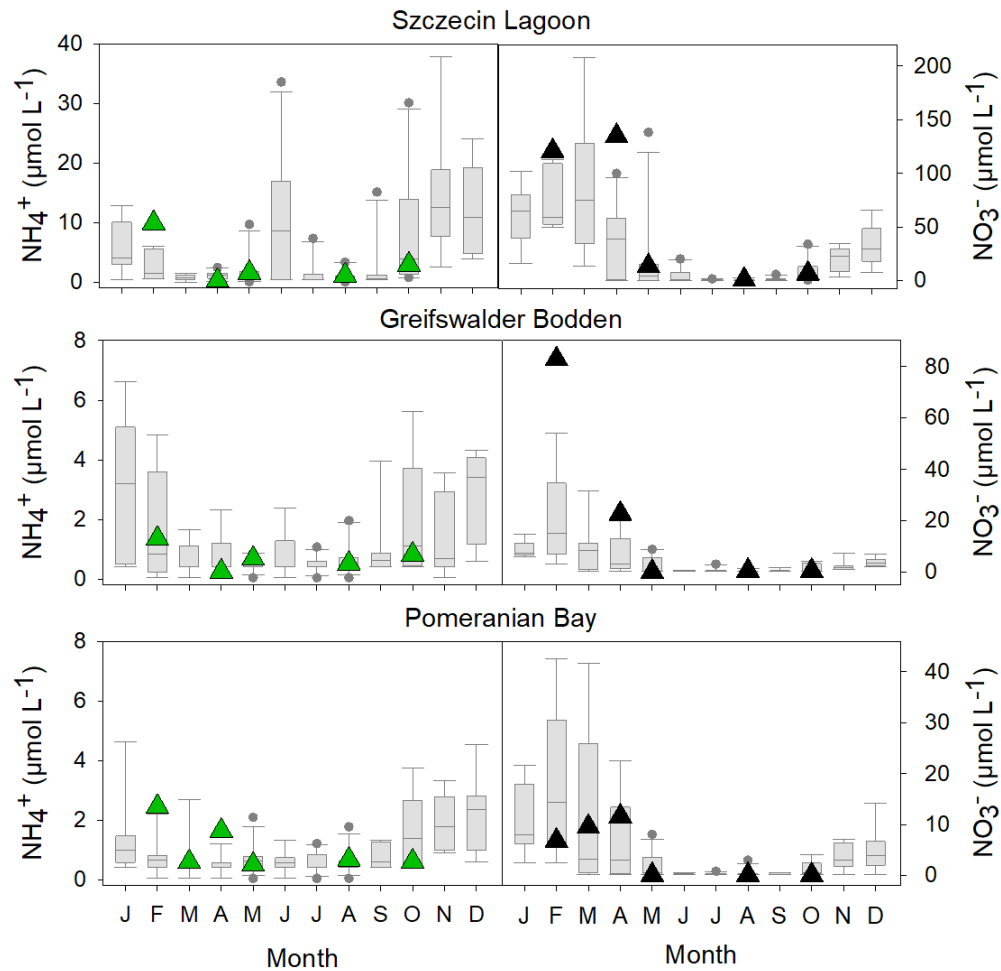 Szczecin Lagoon
NH₄⁺ (µmol L⁻¹)
40
30
20
10
0
200
150
100
50
0
NO₃⁻ (µmol L⁻¹)
Greifswalder Bodden
NH₄⁺ (µmol L⁻¹)
8
6
4
2
0
80
60
40
20
0
NO₃⁻ (µmol L⁻¹)
Pomeranian Bay
NH₄⁺ (µmol L⁻¹)
8
6
4
2
0
40
30
20
10
0
NO₃⁻ (µmol L⁻¹)
J F M A M J J A S O N D J F M A M J J A S O N D
Month Month